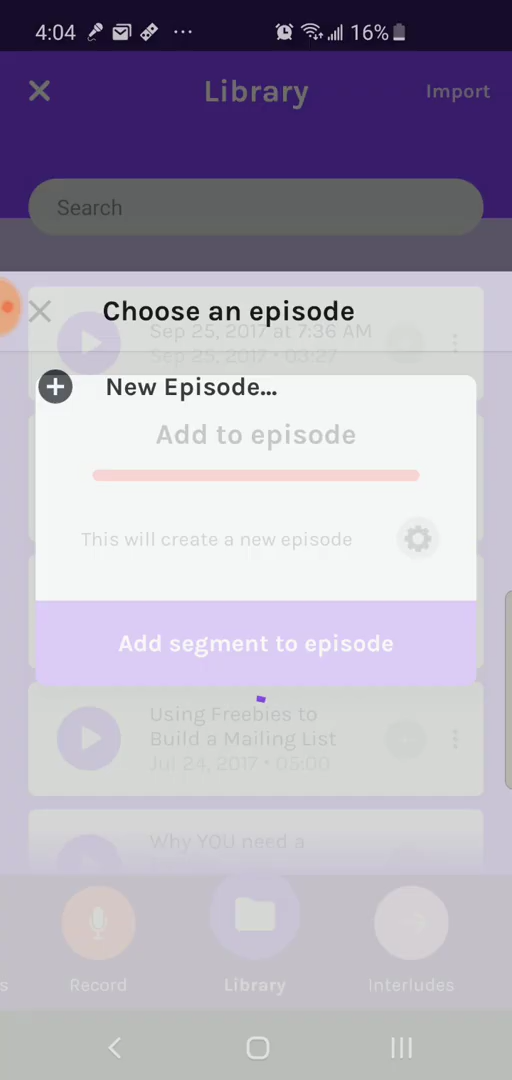 4:04 ... 16%
Library
Import
Search
Choose an episode
Sep 25, 2017 at 7:36 AM
Sep 25, 2017 • 03:27
New Episode...
Add to episode
This will create a new episode
Add segment to episode
Using Freebies to
Build a Mailing List
Jul 24, 2017 • 05:00
Why YOU need a
s
Record
Library
Interludes